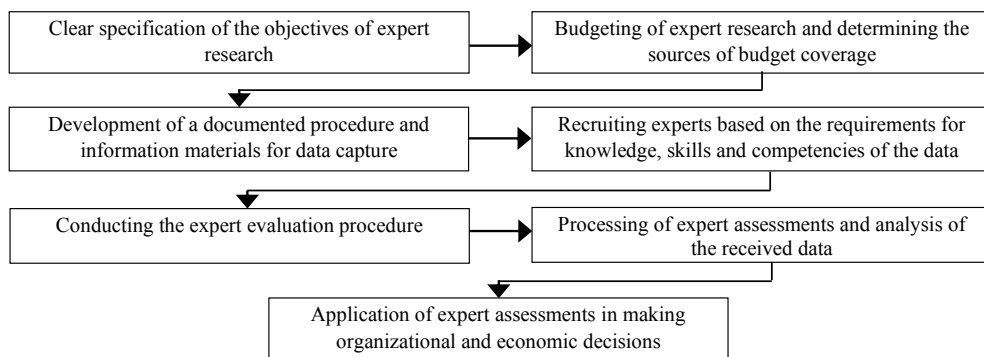 Clear specification of the objectives of expert
research
Budgeting of expert research and determining the
sources of budget coverage
Development of a documented procedure and
information materials for data capture
Recruiting experts based on the requirements for
knowledge, skills and competencies of the data
Conducting the expert evaluation procedure
Processing of expert assessments and analysis of
the received data
Application of expert assessments in making
organizational and economic decisions